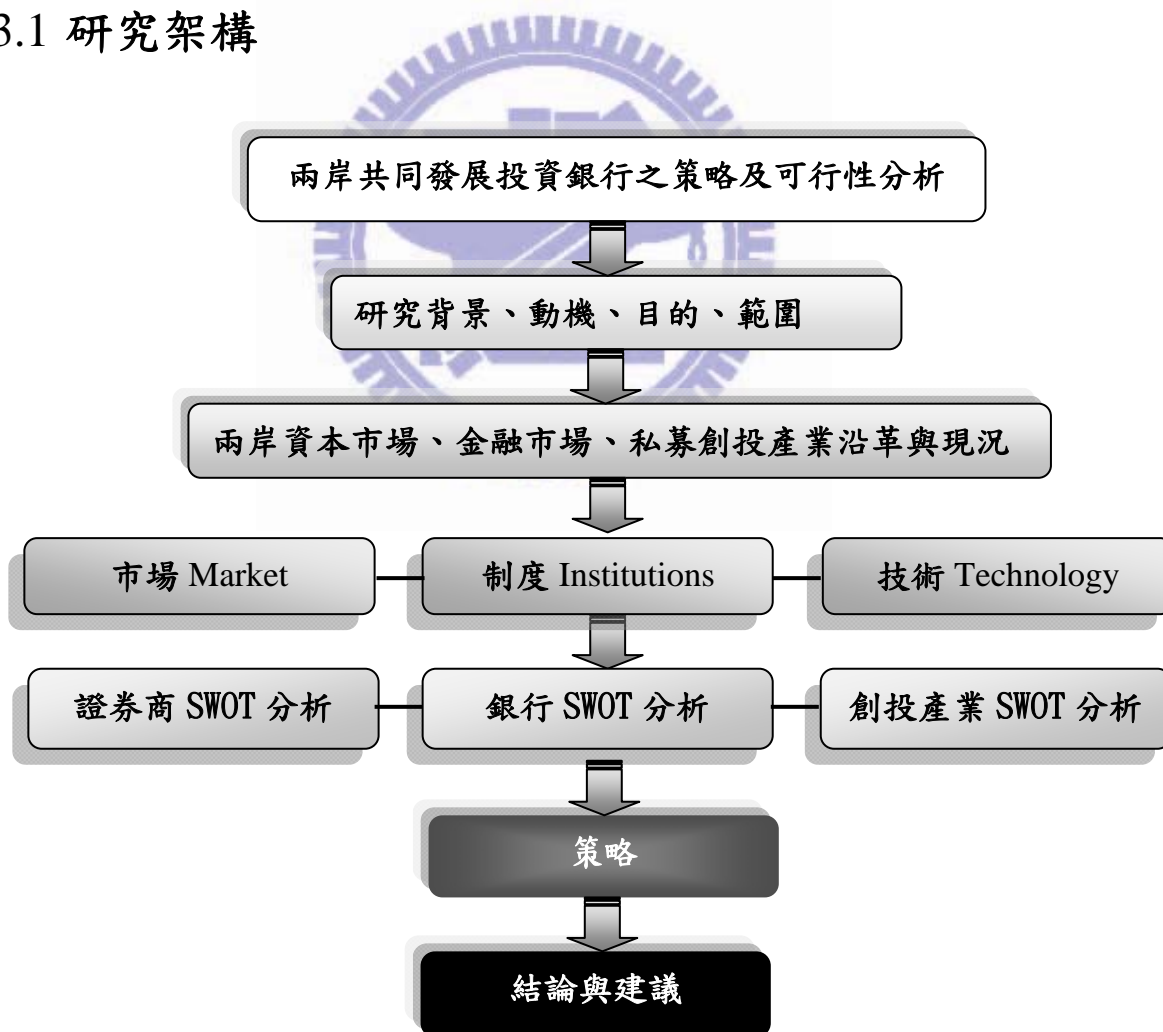 3.1 研究架構
兩岸共同發展投資銀行之策略及可行性分析
研究背景、動機、目的、範圍
兩岸資本市場、金融市場、私募創投產業沿革與現況
市場 Market
制度 Institutions
技術 Technology
證券商 SWOT 分析
銀行 SWOT 分析
創投產業 SWOT 分析
策略
結論與建議